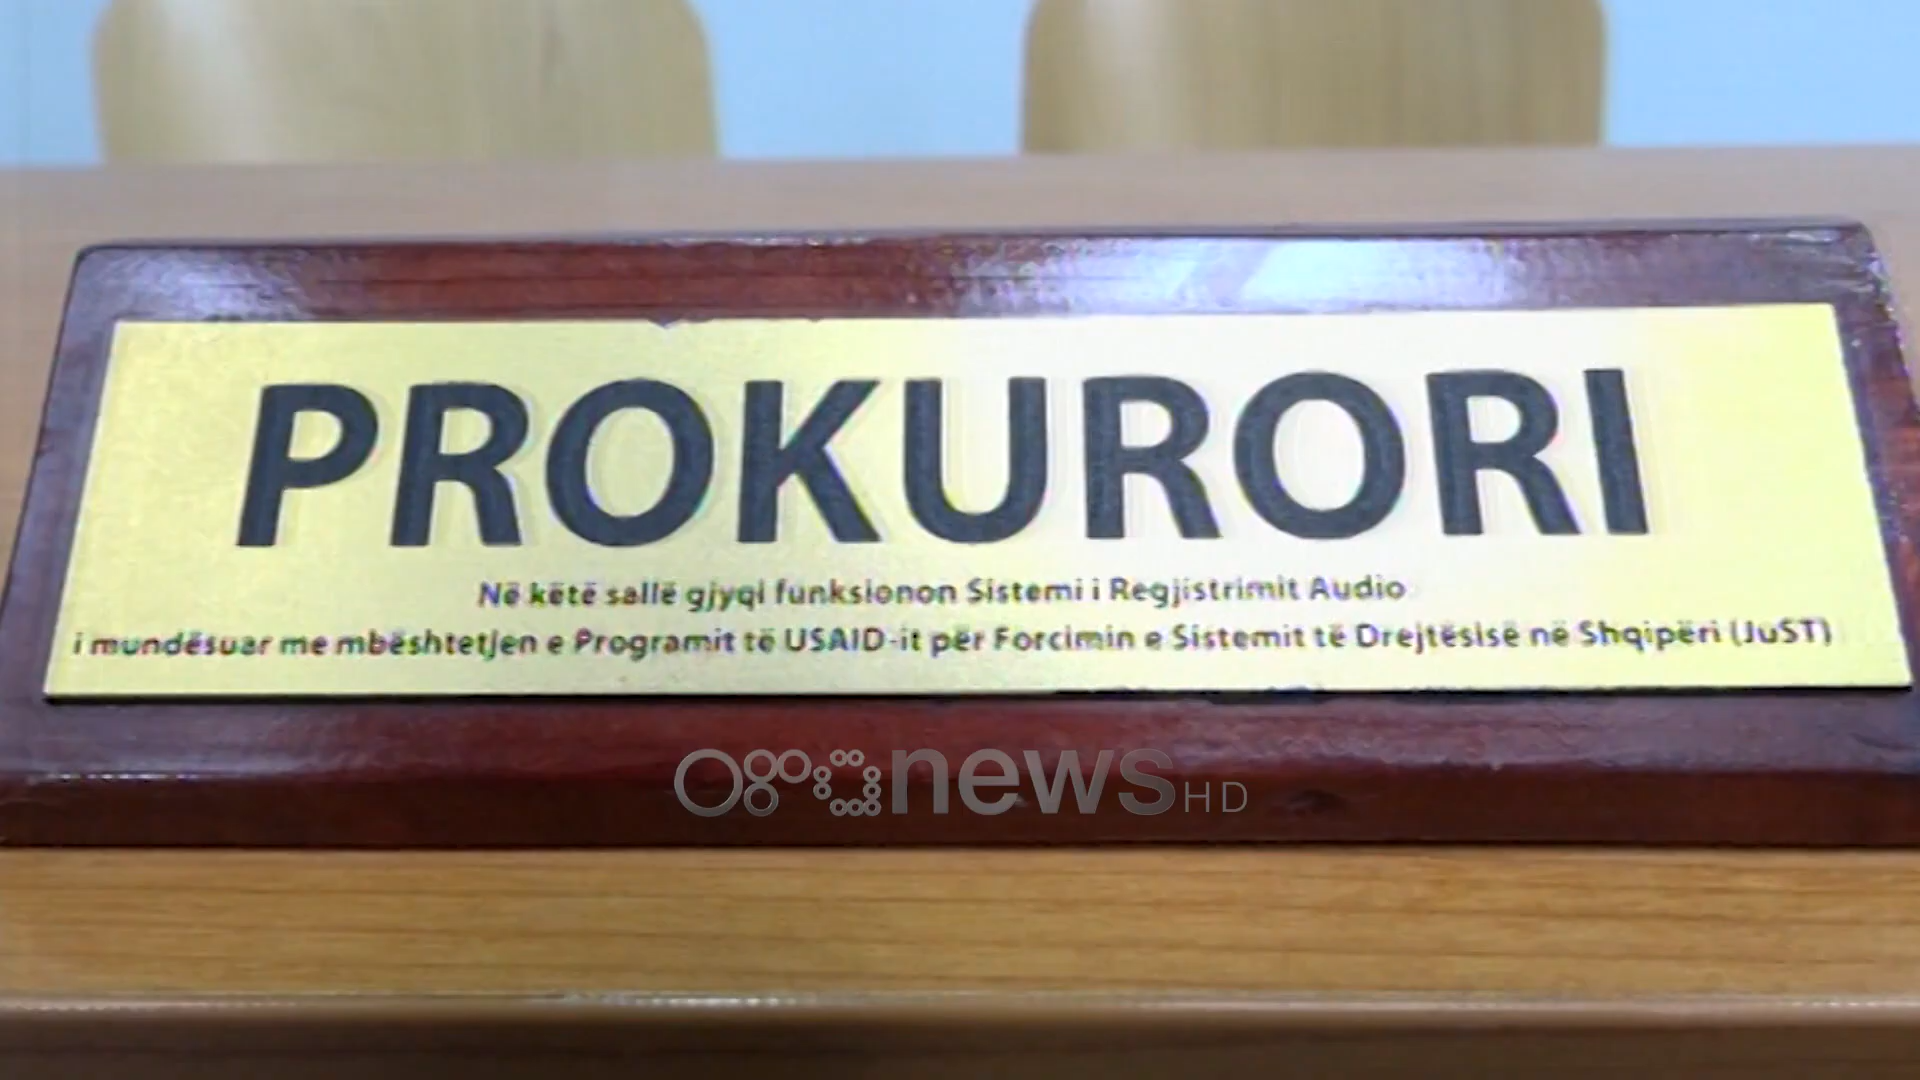 PROKURORI
Në këtë sallë gjyqi funksionon Sistemi i Regjistrimit Audio
i mundësuar me mbështetjen e Programit të USAID-it për Forcimin e Sistemit të Drejtësisë në Shqipëri (JuST)
news HD